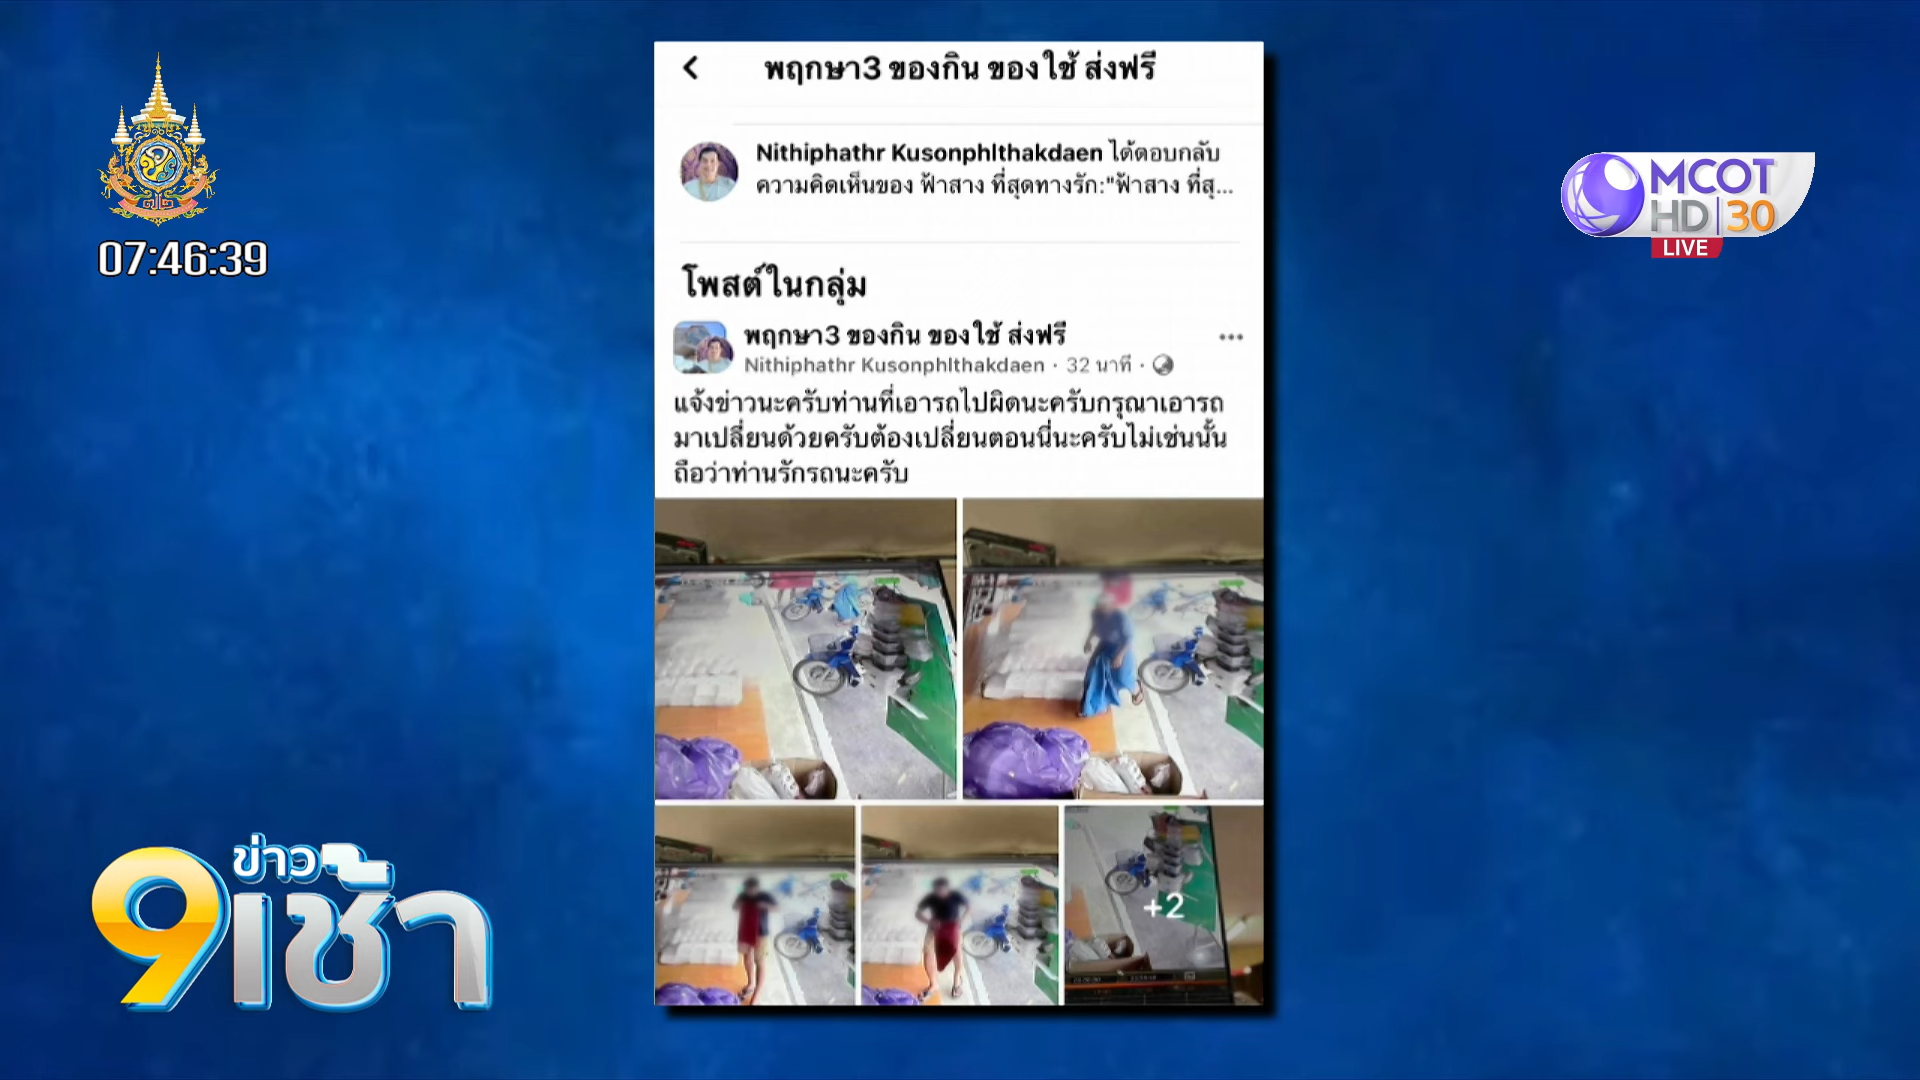 พฤกษา3 ของกิน ของใช้ ส่งฟรี
Nithiphathr Kusonphlthakdaen ได้ตอบกลับ
ความคิดเห็นของ ฟ้าสาง ที่สุดทางรัก:"ฟ้าสาง ที่สุ...
โพสต์ในกลุ่ม
พฤกษา3 ของกิน ของใช้ ส่งฟรี
Nithiphathr Kusonphlthakdaen · 32 นาที ·
แจ้งข่าวนะครับท่านที่เอารถไปผิดนะครับกรุณาเอารถ
มาเปลี่ยนด้วยครับต้องเปลี่ยนตอนนี่นะครับไม่เช่นนั้น
ถือว่าท่านรักรถนะครับ
+2
07:46:39
MCOT
HD 30
LIVE
ข่าว
9เช้า